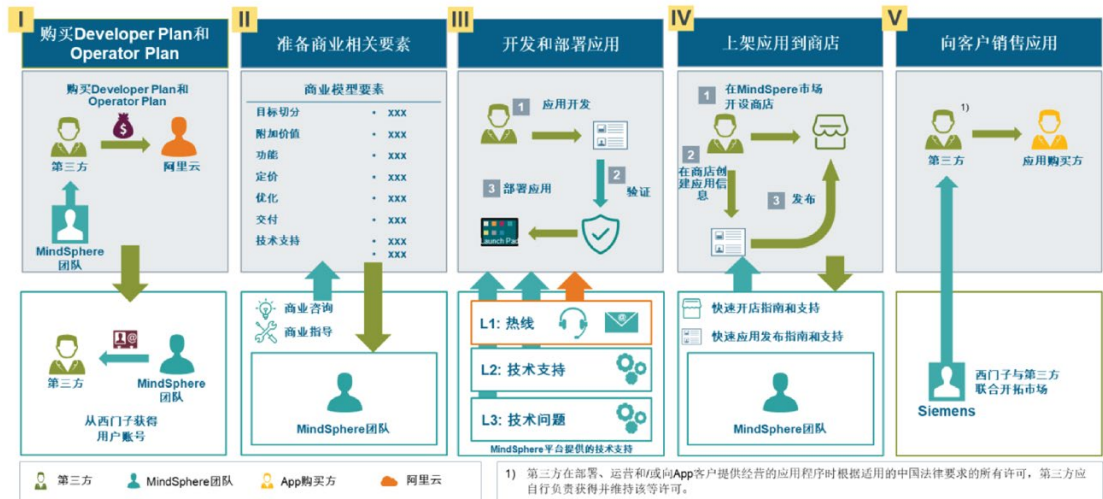 I
购买Developer Plan和
Operator Plan
购买Developer Plan和
Operator Plan
$
第三方
阿里云
MindSphere
团队
第三方
MindSphere
团队
从西门子获得
用户账号
II
准备商业相关要素
商业模型要素
目标切分 • xxx
附加价值 • xxx
功能 • xxx
定价 • xxx
优化 • xxx
交付 • xxx
技术支持 • xxx
• xxx
商业咨询
商业指导
MindSphere团队
III
开发和部署应用
1 应用开发
2
验证
3 部署应用
Launch Pad
L1: 热线
L2: 技术支持
L3: 技术问题
MindSphere平台提供的技术支持
IV
上架应用到商店
1 在MindSpere市场
开设商店
2
在商店创
建应用信
息
3 发布
快速开店指南和支持
快速应用发布指南和支持
MindSphere团队
V
向客户销售应用
1)
第三方
应用购买方
西门子与第三方
联合开拓市场
Siemens
第三方
MindSphere团队
App购买方
阿里云
1) 第三方在部署、运营和/或向App客户提供经营的应用程序时根据适用的中国法律要求的所有许可，第三方应
自行负责获得并维持该等许可。